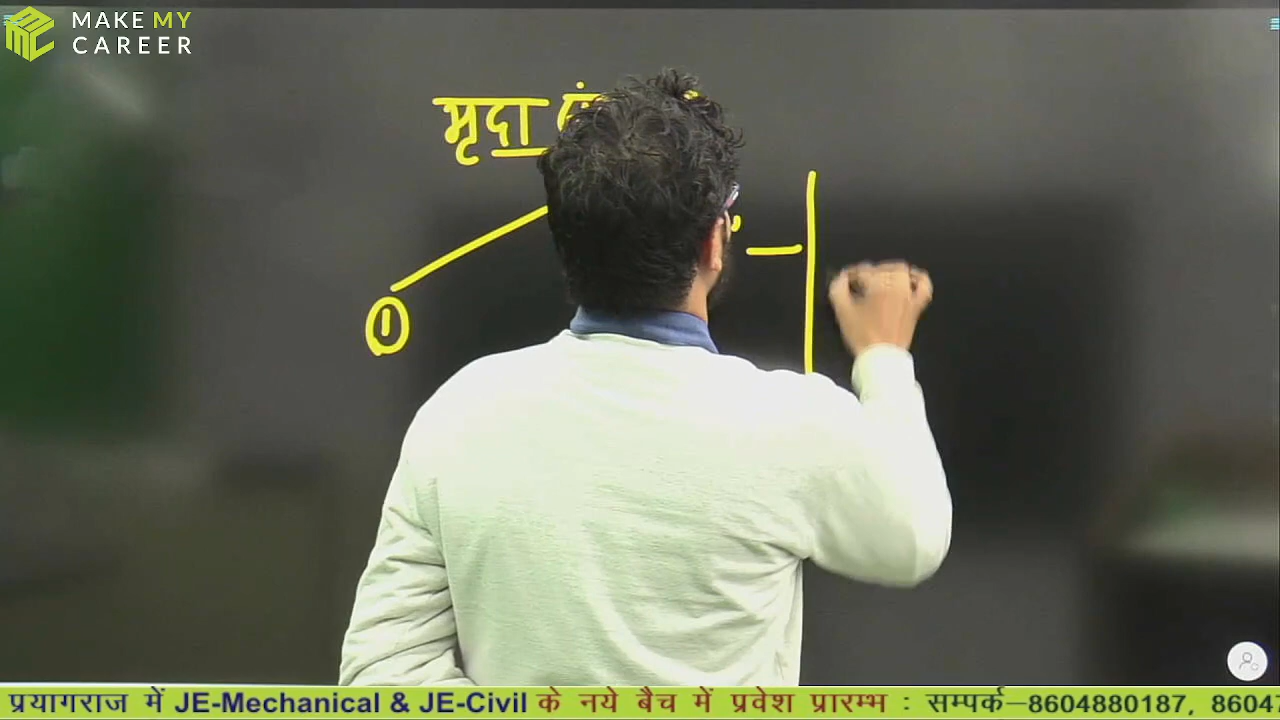 MAKE MY
CAREER
मृदा
①
प्रयागराज में JE-Mechanical & JE-Civil के नये बैच में प्रवेश प्रारम्भ : सम्पर्क–8604880187, 8604